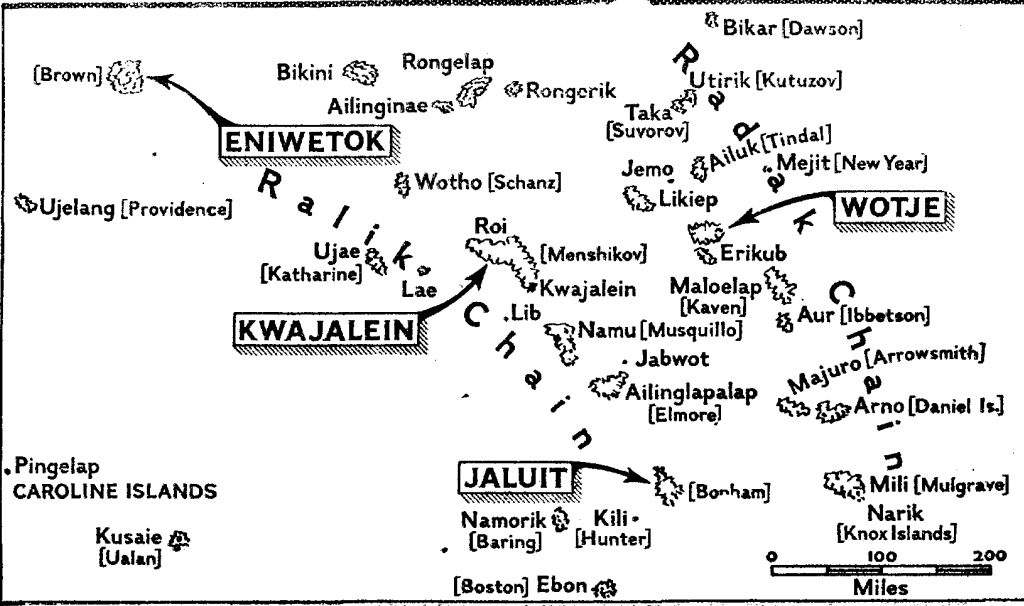 Bikar [Dawson]
[Brown]
Bikini
Rongelap
Ailinginae
Rongerik
Utirik [Kutuzov]
Taka
[Suvorov]
ENIWETOK
Radak Chain
Ailuk [Tindal]
Jemo
Mejit [New Year]
Ralik Chain
Wotho [Schanz]
Likiep
WOTJE
Ujelang [Providence]
Roi
Erikub
Ujae
[Katharine]
[Menshikov]
Lae
Kwajalein
Maloelap
[Kaven]
KWAJALEIN
Lib
Aur [Ibbetson]
Namu [Musquillo]
Jabwot
Majuro [Arrowsmith]
Ailinglapalap
[Elmore]
Arno [Daniel Is.]
Pingelap
CAROLINE ISLANDS
JALUIT
[Bonham]
Mili [Mulgrave]
Narik
[Knox Islands]
Namorik
[Baring]
Kili
[Hunter]
Kusaie
[Ualan]
0 100 200
Miles
[Boston] Ebon